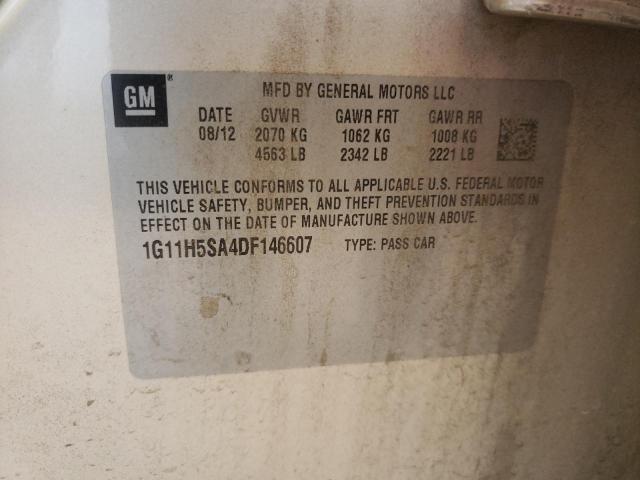 GM ® MFD BY GENERAL MOTORS LLC
DATE GVWR GAWR FRT GAWR RR
08/12 2070 KG 1062 KG 1008 KG
4563 LB 2342 LB 2221 LB
THIS VEHICLE CONFORMS TO ALL APPLICABLE U.S. FEDERAL MOTOR
VEHICLE SAFETY, BUMPER, AND THEFT PREVENTION STANDARDS IN
EFFECT ON THE DATE OF MANUFACTURE SHOWN ABOVE.
1G11H5SA4DF146607 TYPE: PASS CAR